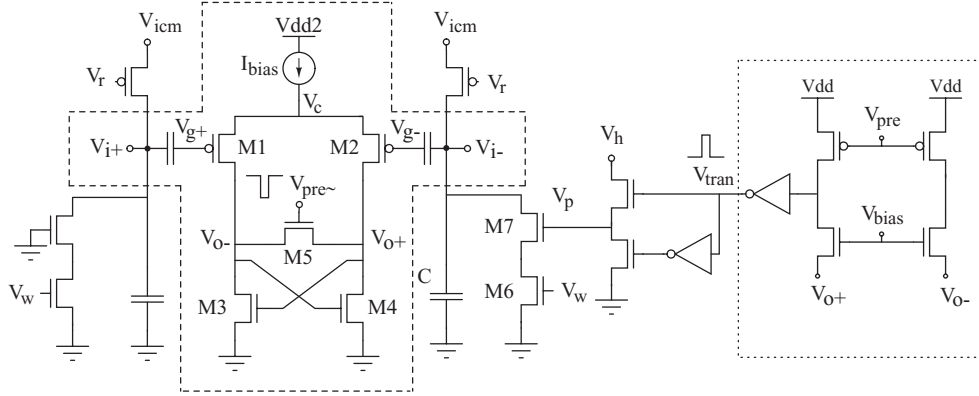 Vicm
Vdd2
Vicm
Vdd
Vdd
Vr
Ibias
Vr
Vpre
Vc
Vg+
Vg-
Vh
Vi+
M1
M2
Vi-
Vtran
Vpre~
Vp
Vbias
M7
Vo-
Vo+
M5
C
M3
M4
M6
Vw
Vw
Vo+
Vo-